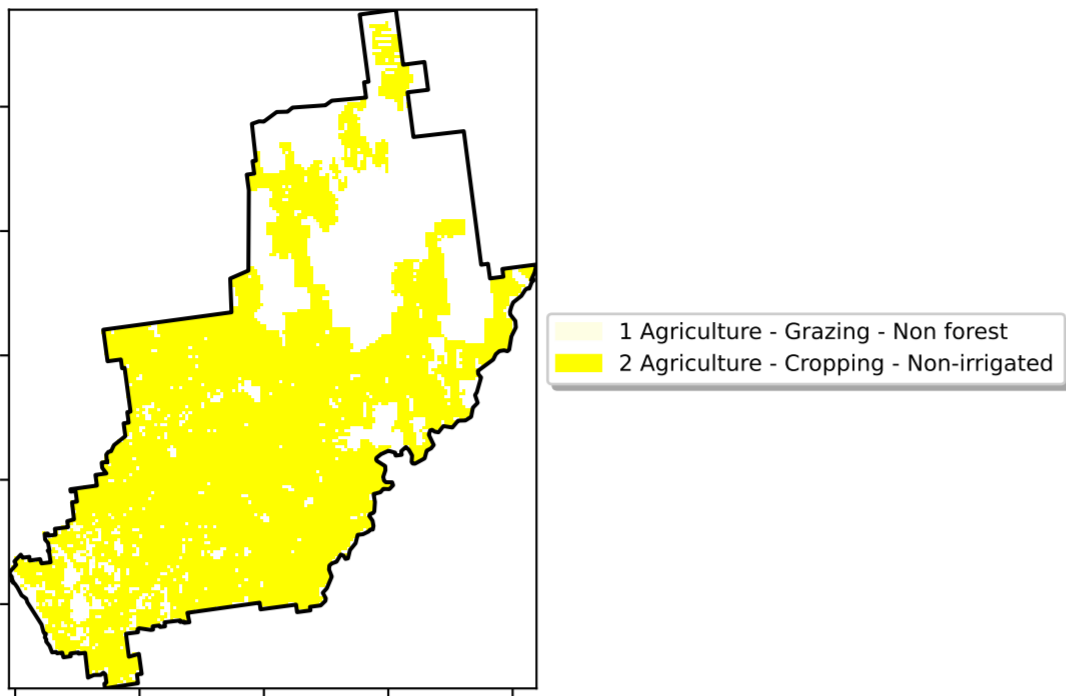 1 Agriculture - Grazing - Non forest
2 Agriculture - Cropping - Non-irrigated